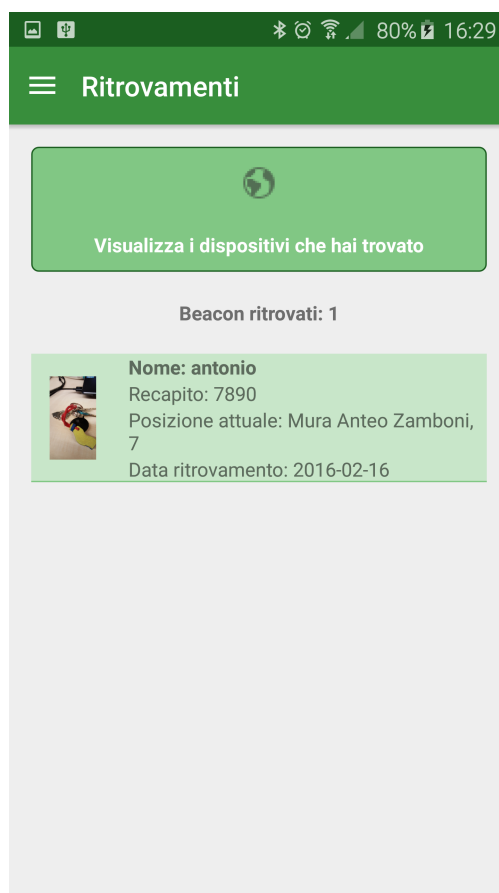 80% 16:29
Ritrovamenti
Visualizza i dispositivi che hai trovato
Beacon ritrovati: 1
Nome: antonio
Recapito: 7890
Posizione attuale: Mura Anteo Zamboni,
7
Data ritrovamento: 2016-02-16